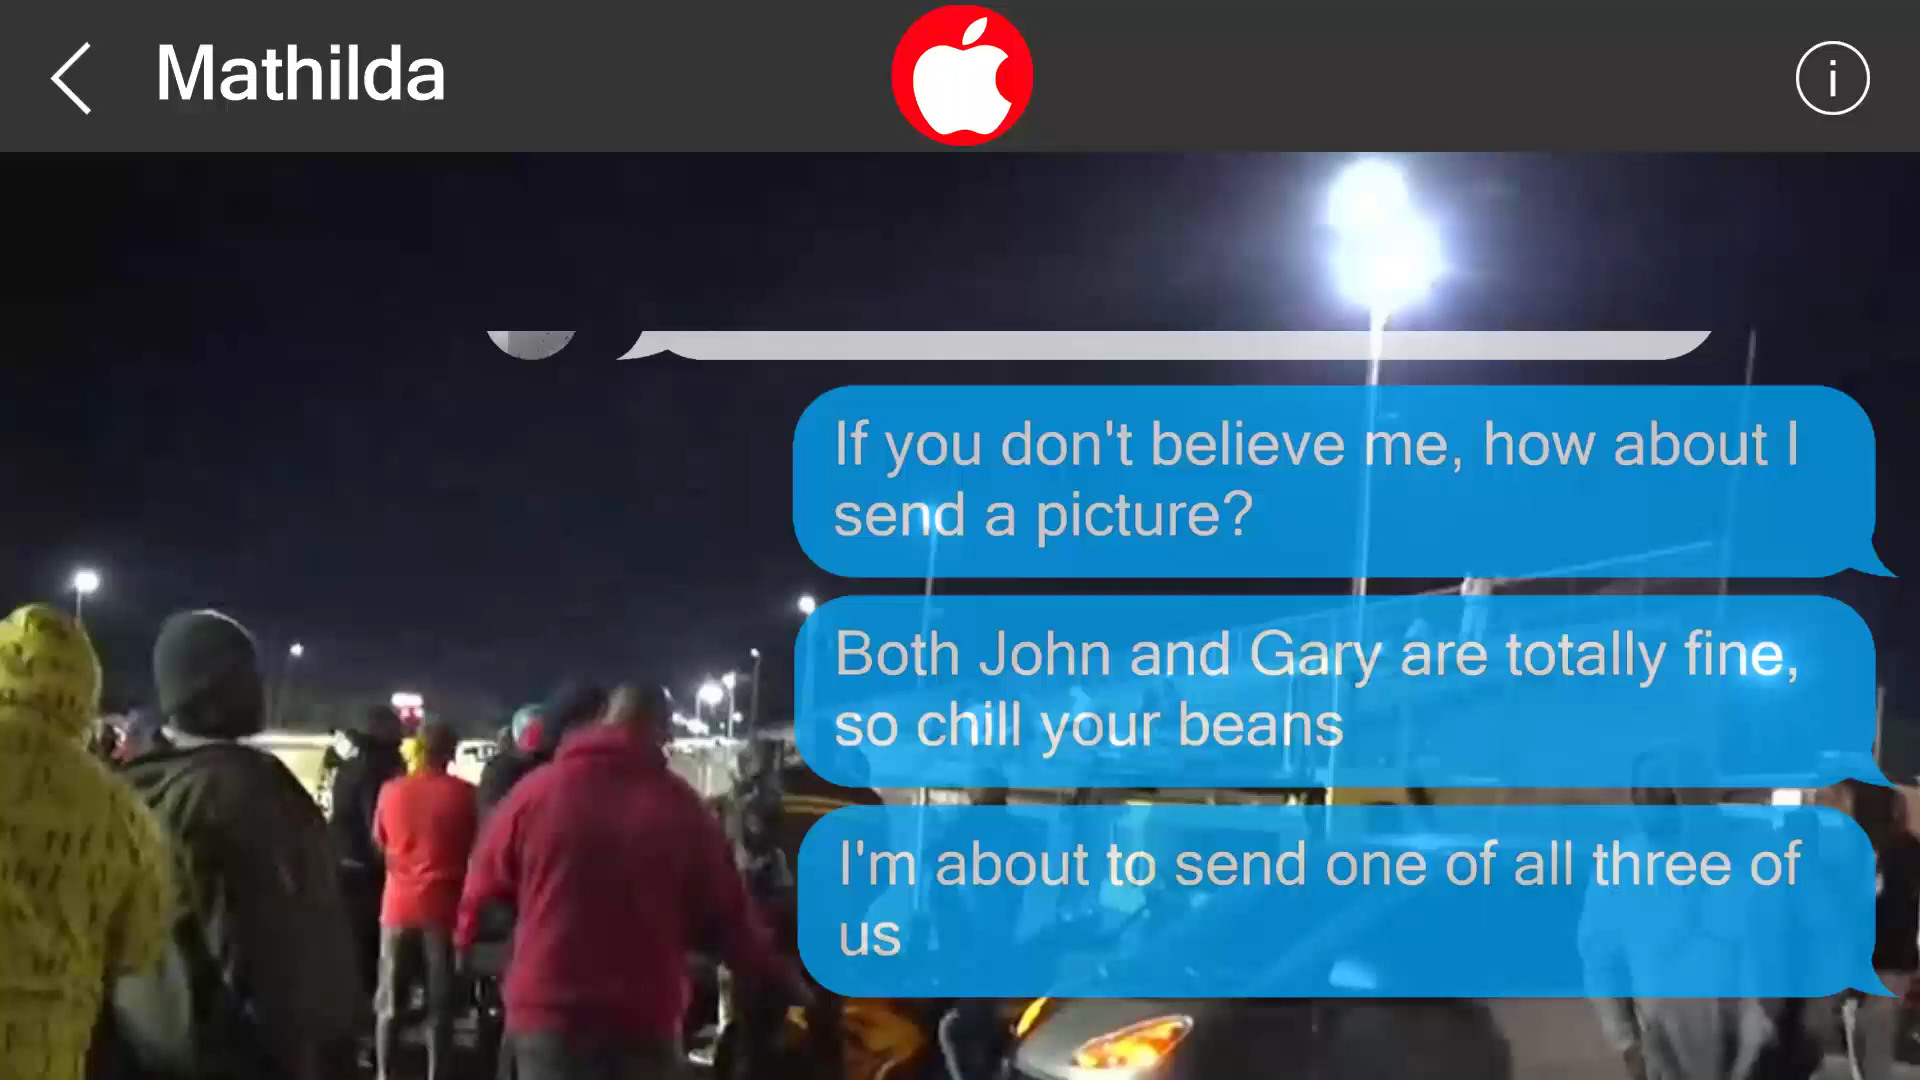 Mathilda
If you don't believe me, how about I
send a picture?
Both John and Gary are totally fine,
so chill your beans
I'm about to send one of all three of
us